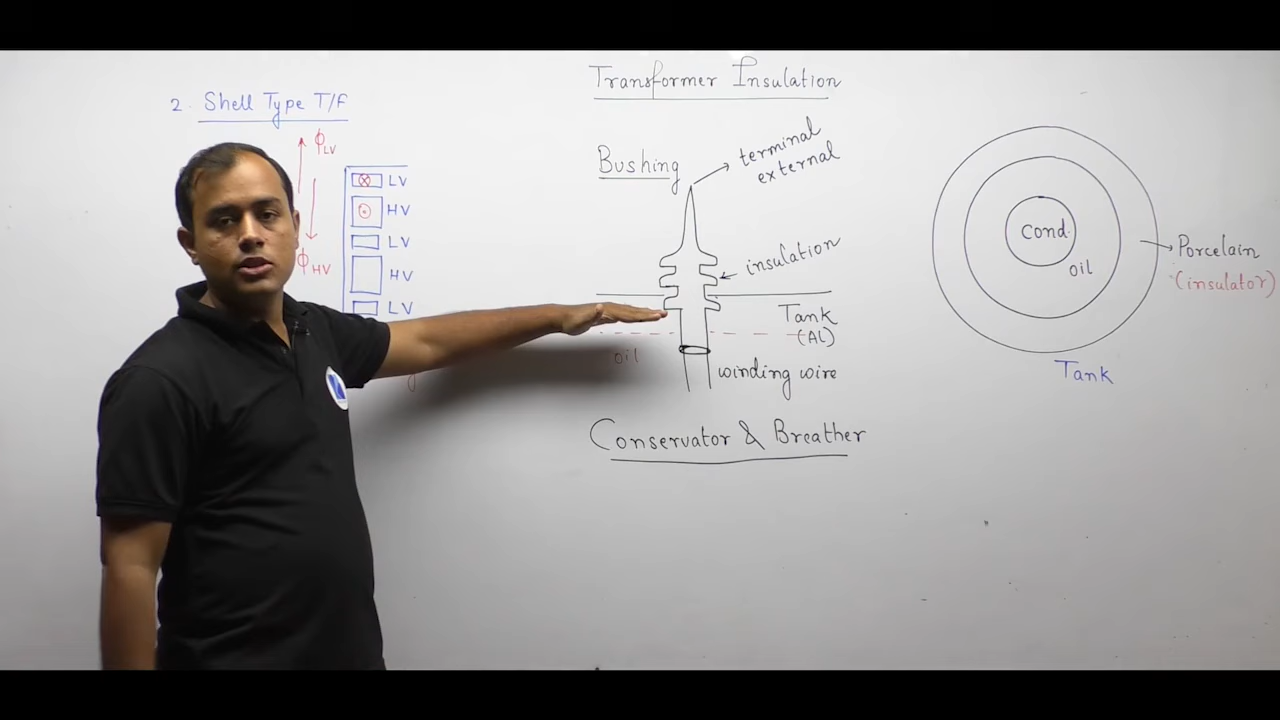 Transformer Insulation
2. Shell Type T/F
ϕLV
LV
HV
LV
HV
LV
ϕHV
Bushing
terminal
external
insulation
Tank
(Al)
oil
winding wire
Conservator & Breather
Cond.
oil
Porcelain
(insulator)
Tank